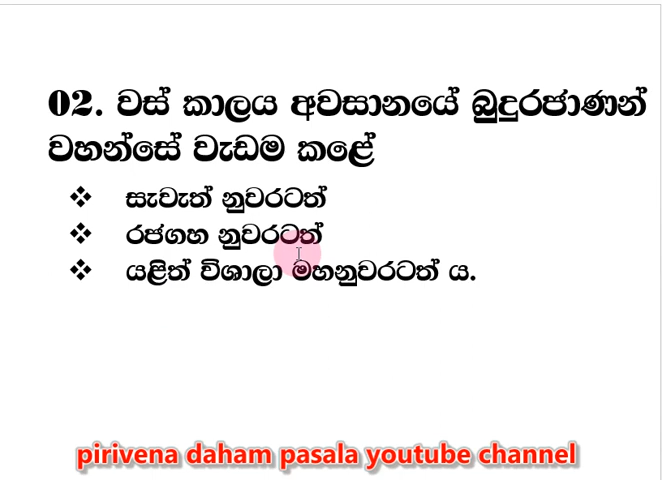 02. වස් කාලය අවසානයේ බුදුරජාණන්
වහන්සේ වැඩම කළේ
❖ සැවැත් නුවරටත්
❖ රජගහ නුවරටත්
❖ යළිත් විශාලා මහනුවරටත් ය.
pirivena daham pasala youtube channel